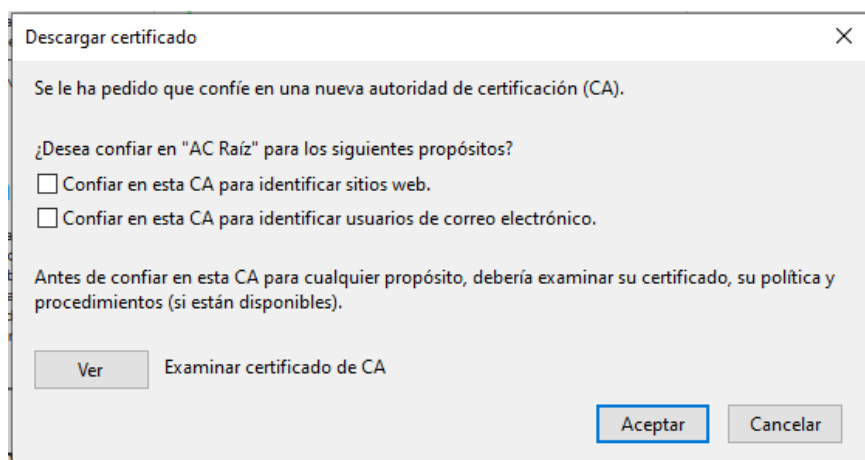 Descargar certificado
Se le ha pedido que confíe en una nueva autoridad de certificación (CA).
¿Desea confiar en "AC Raíz" para los siguientes propósitos?
Confiar en esta CA para identificar sitios web.
Confiar en esta CA para identificar usuarios de correo electrónico.
Antes de confiar en esta CA para cualquier propósito, debería examinar su certificado, su política y
procedimientos (si están disponibles).
Ver Examinar certificado de CA
Aceptar Cancelar